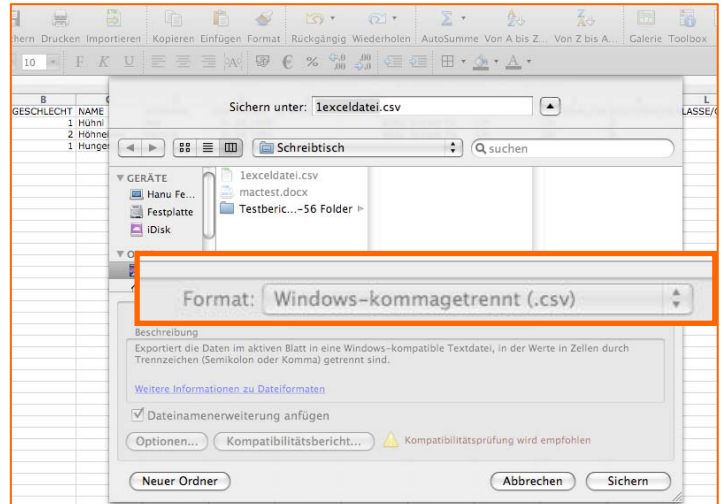 hern Drucken Importieren Kopieren Einfügen Format Rückgängig Wiederholen AutoSumme Von A bis Z... Von Z bis A... Galerie Toolbox
10 F K U % ,00
B L
GESCHLECHT NAME LASSE/
1 Hühni
2 Höhnei
1 Hunger
Sichern unter: 1exceldatei.csv
Schreibtisch suchen
GERÄTE
Hanu Fe...
Festplatte
iDisk
1exceldatei.csv
mactest.docx
Testberic...-56 Folder
Format: Windows-kommagetrennt (.csv)
Beschreibung
Exportiert die Daten im aktiven Blatt in eine Windows-kompatible Textdatei, in der Werte in Zellen durch
Trennzeichen (Semikolon oder Komma) getrennt sind.
Weitere Informationen zu Dateiformaten
Dateinamenerweiterung anfügen
Optionen... Kompatibilitätsbericht... Kompatibilitätsprüfung wird empfohlen
Neuer Ordner Abbrechen Sichern